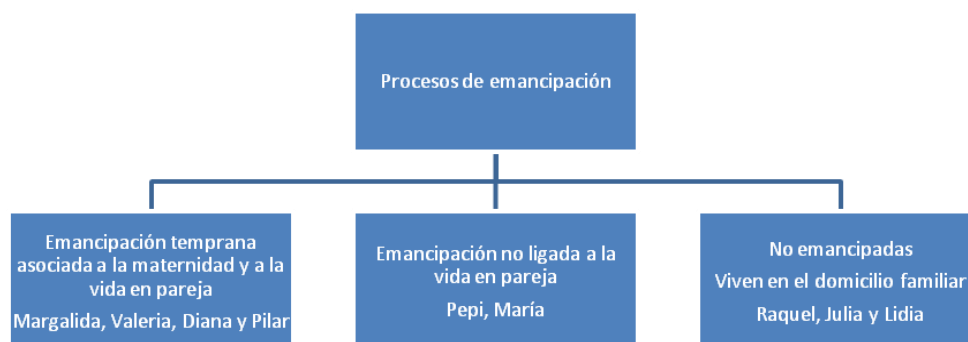 Procesos de emancipación
Emancipación temprana
asociada a la maternidad y a la
vida en pareja
Margalida, Valeria, Diana y Pilar
Emancipación no ligada a la
vida en pareja
Pepi, María
No emancipadas
Viven en el domicilio familiar
Raquel, Julia y Lidia